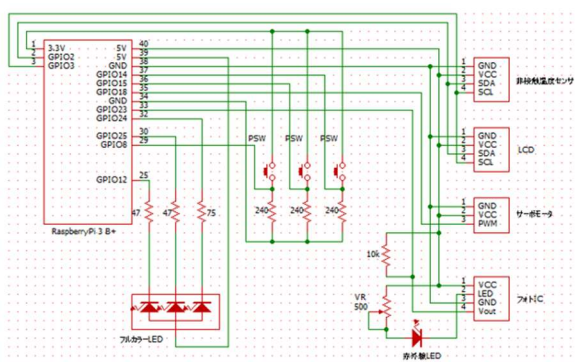 1 3.3V
2 GPIO2
3 GPIO3
5V 40
5V 39
GND 38
GPIO14 37
GPIO15 36
GPIO18 35
GND 34
GPIO23 33
GPIO24 32
GPIO25 30
GPIO8 29
GPIO12 25
RaspberryPi 3 B+
PSW PSW PSW
240 240 240
47 47 75
フルカラーLED
1 GND
2 VCC
3 SDA
4 SCL
非接触温度センサ
1 GND
2 VCC
3 SDA
4 SCL
LCD
1 GND
2 VCC
3 PWM
サーボモータ
10k
VR
500
赤外線LED
1 VCC
2 LED
3 GND
4 Vout
フォトIC